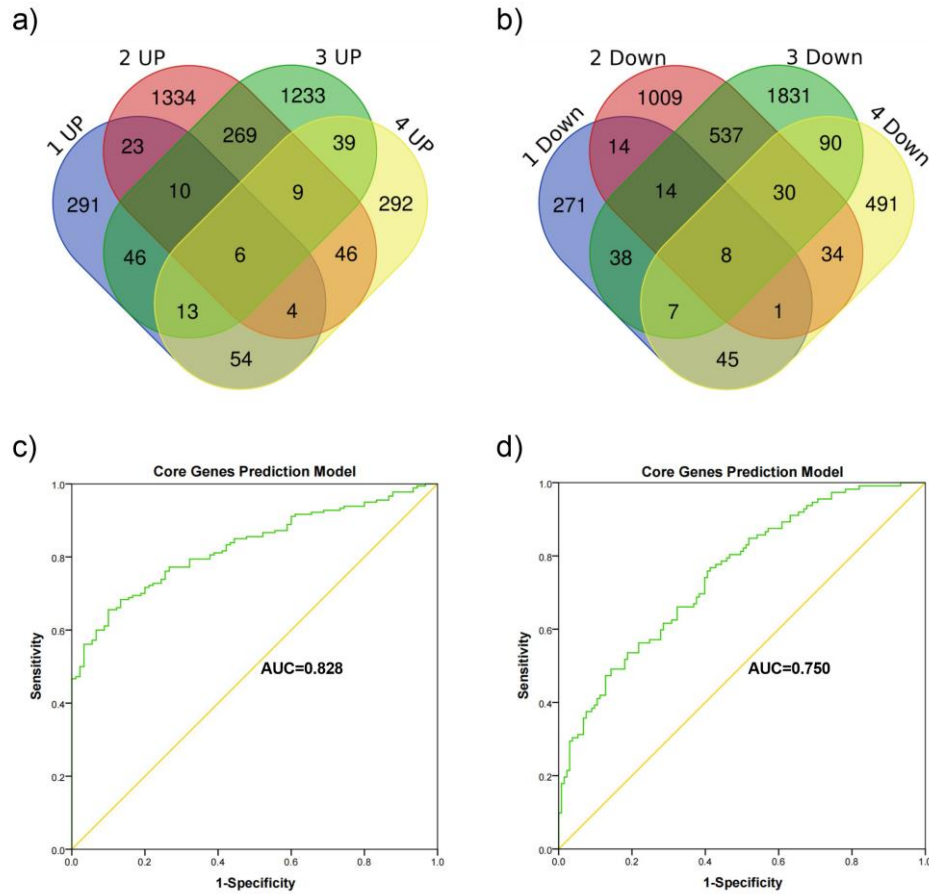 a)
b)
2 UP
3 UP
1 UP
4 UP
1334
1233
23
269
39
10
9
291
292
46
6
46
13
4
54
2 Down
3 Down
1 Down
4 Down
1009
1831
14
537
90
14
30
271
491
38
8
34
7
1
45
c)
d)
Core Genes Prediction Model
1.0
0.8
0.6
0.4
0.2
0.0
Sensitivity
AUC=0.828
0.0 0.2 0.4 0.6 0.8 1.0
1-Specificity
Core Genes Prediction Model
1.0
0.8
0.6
0.4
0.2
0.0
Sensitivity
AUC=0.750
0.0 0.2 0.4 0.6 0.8 1.0
1-Specificity